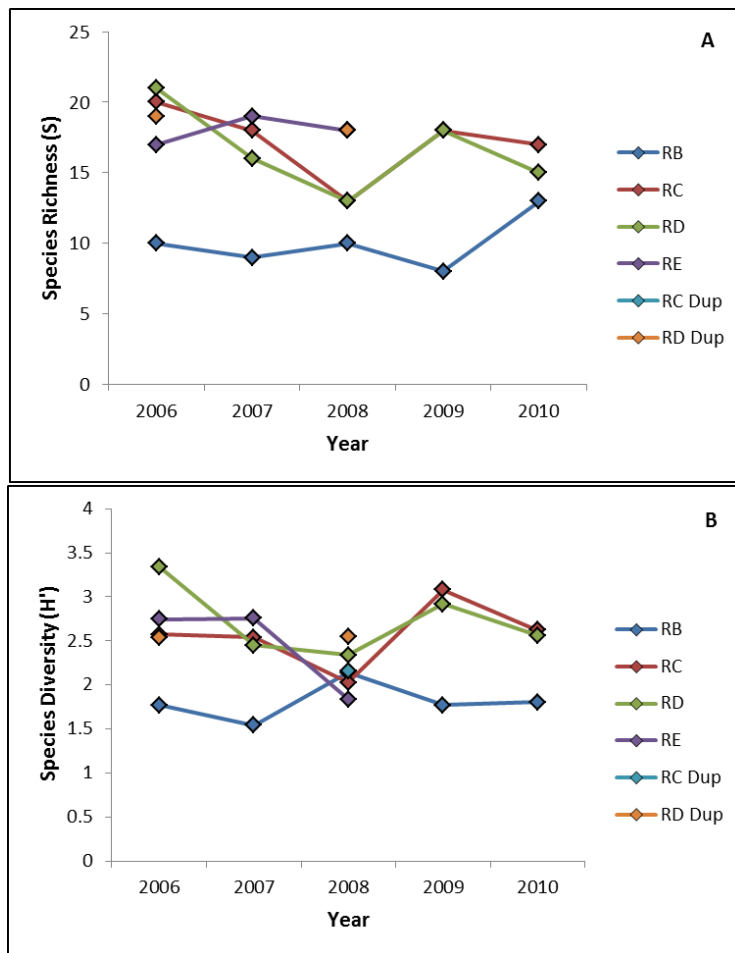 A
25
20
15
10
5
0
Species Richness (S)
2006 2007 2008 2009 2010
Year
RB
RC
RD
RE
RC Dup
RD Dup
B
4
3.5
3
2.5
2
1.5
1
0.5
0
Species Diversity (H')
2006 2007 2008 2009 2010
Year
RB
RC
RD
RE
RC Dup
RD Dup